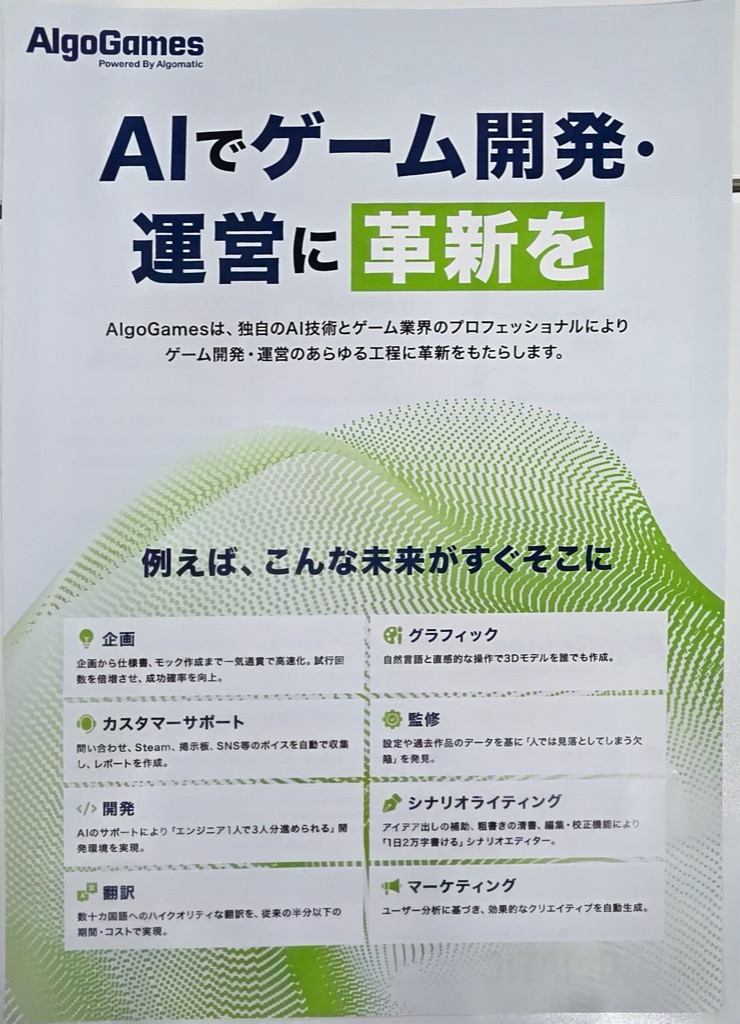 AlgoGames
Powered By Algomatic
AIでゲーム開発・
運営に革新を
AlgoGamesは、独自のAI技術とゲーム業界のプロフェッショナルにより
ゲーム開発・運営のあらゆる工程に革新をもたらします。
例えば、こんな未来がすぐそこに
企画
企画から仕様書、モック作成まで一気通貫で高速化。試行回
数を倍増させ、成功確率を向上。
グラフィック
自然言語と直感的な操作で3Dモデルを誰でも作成。
カスタマーサポート
問い合わせ、Steam、掲示板、SNS等のボイスを自動で収集
し、レポートを作成。
監修
設定や過去作品のデータを基に「人では見落としてしまう欠
陥」を発見。
開発
AIのサポートにより「エンジニア1人で3人分進められる」開
発環境を実現。
シナリオライティング
アイデア出しの補助、粗書きの清書、編集・校正機能により
「1日2万字書ける」シナリオエディター。
翻訳
数十カ国語へのハイクオリティな翻訳を、従来の半分以下の
期間・コストで実現。
マーケティング
ユーザー分析に基づき、効果的なクリエイティブを自動生成。